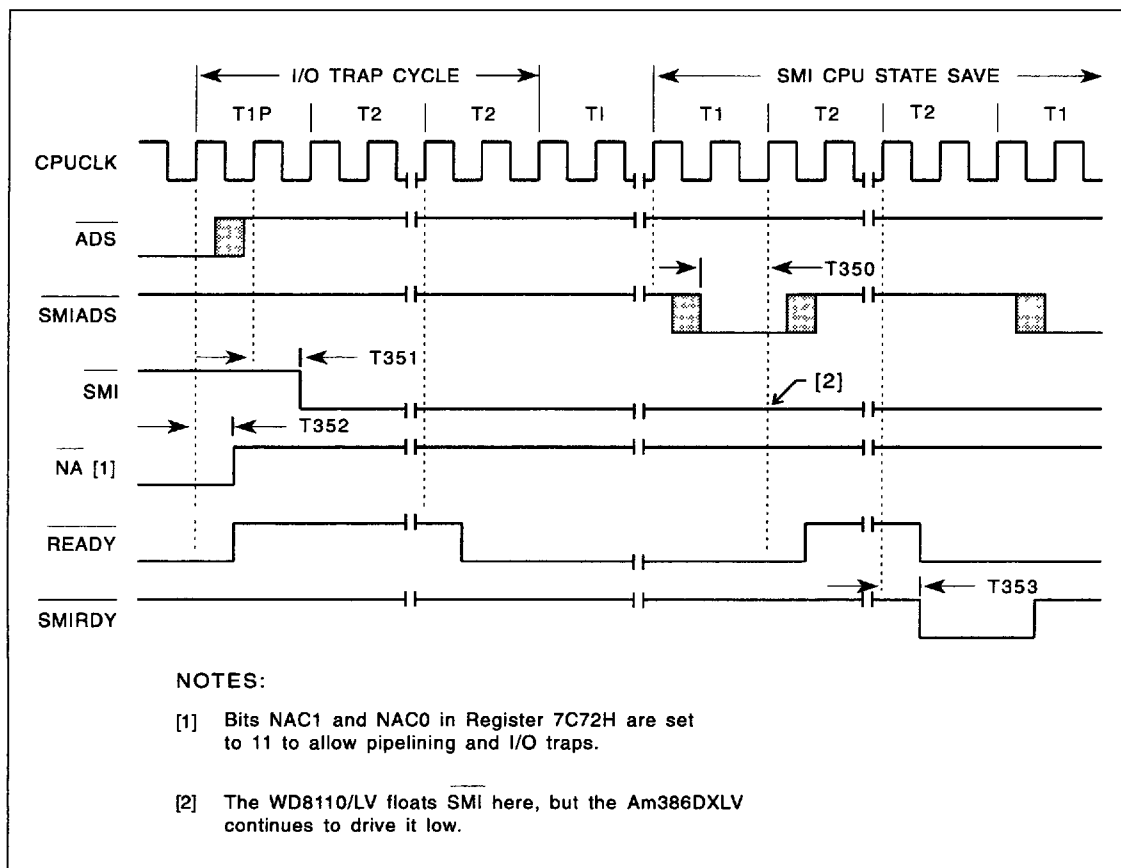 I/O TRAP CYCLE SMI CPU STATE SAVE
T1P T2 T2 TI T1 T2 T2 T1
CPUCLK
ADS
T350
SMIADS
T351
SMI
[2]
T352
NA [1]
READY
T353
SMIRDY
NOTES:
[1] Bits NAC1 and NAC0 in Register 7C72H are set
to 11 to allow pipelining and I/O traps.
[2] The WD8110/LV floats SMI here, but the Am386DXLV
continues to drive it low.